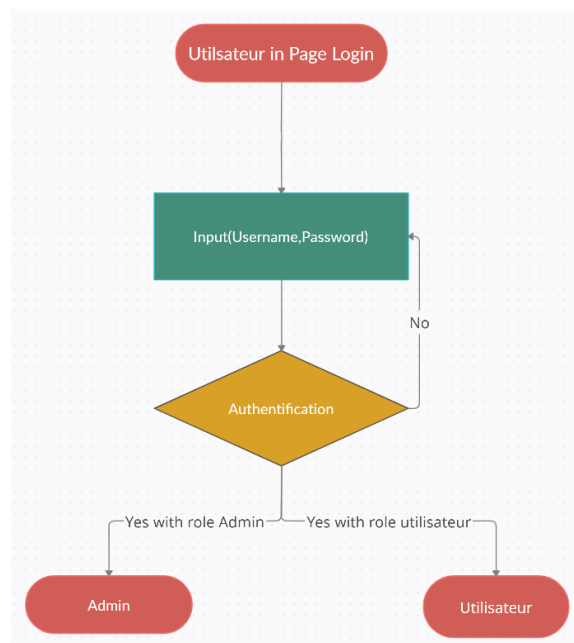 Utilsateur in Page Login
Input(Username,Password)
No
Authentification
Yes with role Admin
Yes with role utilisateur
Admin
Utilisateur